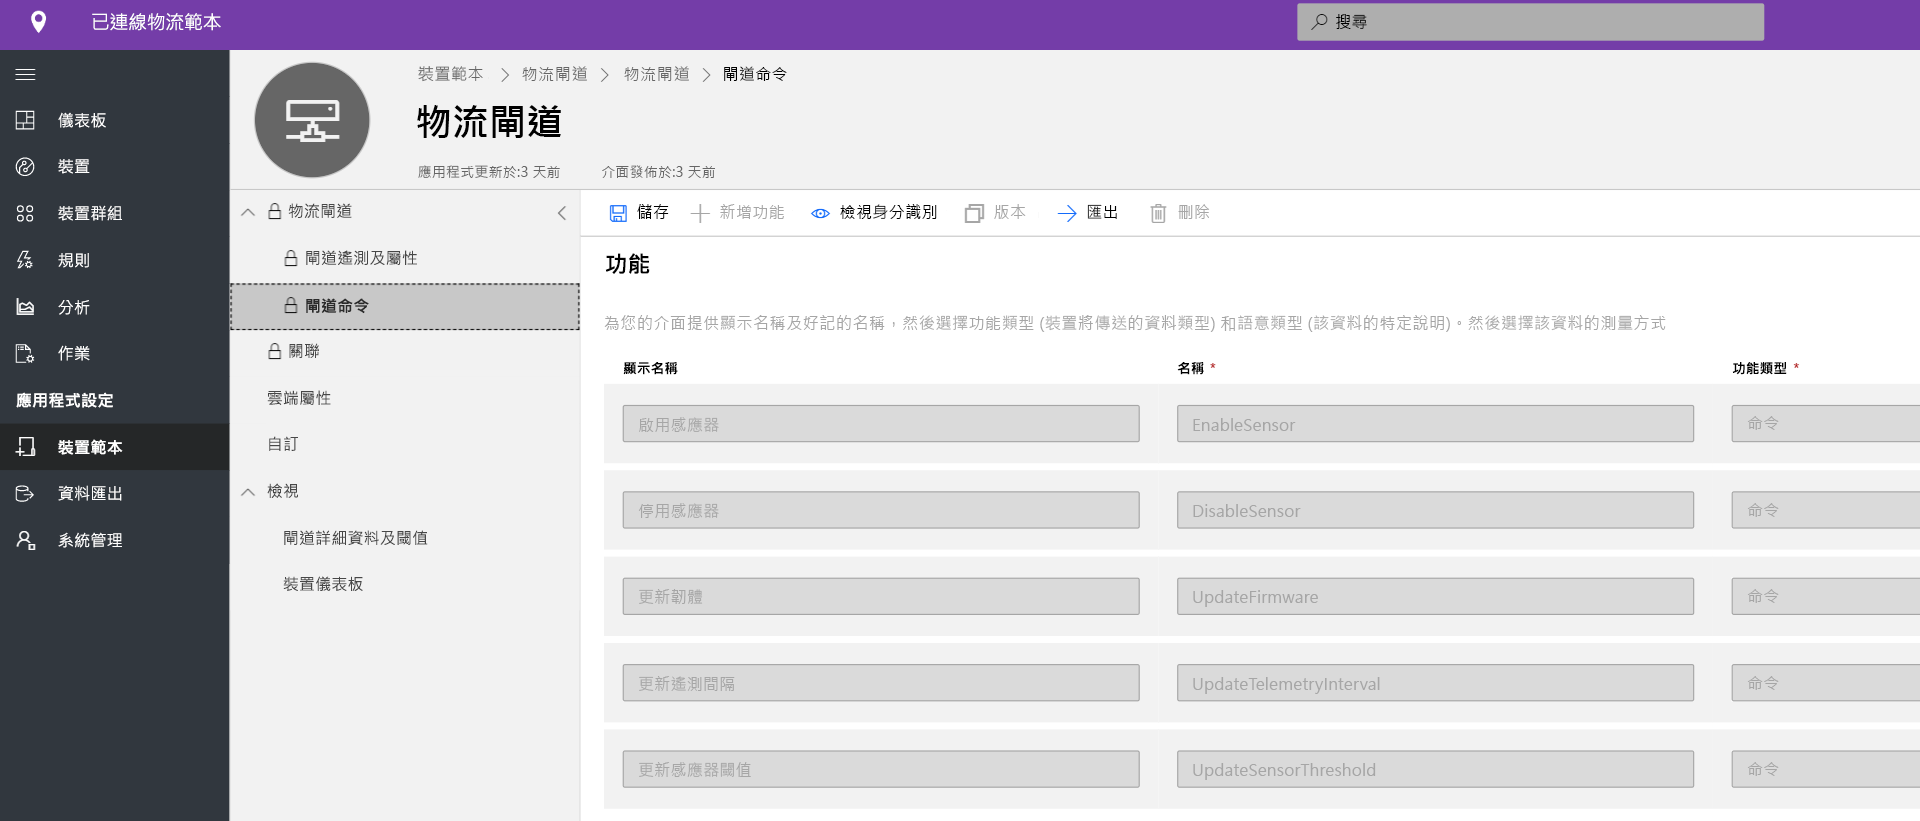 已連線物流範本
搜尋
儀表板
裝置
裝置群組
規則
分析
作業
應用程式設定
裝置範本
資料匯出
系統管理
裝置範本 > 物流閘道 > 物流閘道 > 閘道命令
物流閘道
應用程式更新於:3 天前 介面發佈於:3 天前
物流閘道
閘道遙測及屬性
閘道命令
關聯
雲端屬性
自訂
檢視
閘道詳細資料及閾值
裝置儀表板
儲存 新增功能 檢視身分識別 版本 匯出 刪除
功能
為您的介面提供顯示名稱及好記的名稱，然後選擇功能類型 (裝置將傳送的資料類型) 和語意類型 (該資料的特定說明)。然後選擇該資料的測量方式
顯示名稱 名稱 * 功能類型 *
啟用感應器 EnableSensor 命令
停用感應器 DisableSensor 命令
更新韌體 UpdateFirmware 命令
更新遙測間隔 UpdateTelemetryInterval 命令
更新感應器閾值 UpdateSensorThreshold 命令